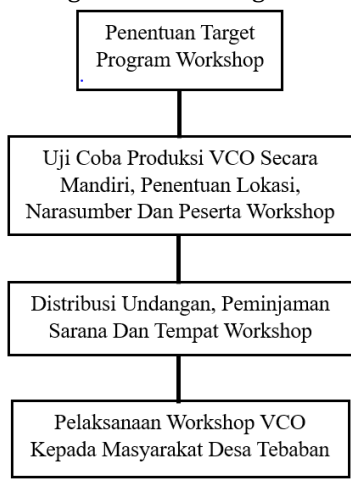 Penentuan Target
Program Workshop
Uji Coba Produksi VCO Secara
Mandiri, Penentuan Lokasi,
Narasumber Dan Peserta Workshop
Distribusi Undangan, Peminjaman
Sarana Dan Tempat Workshop
Pelaksanaan Workshop VCO
Kepada Masyarakat Desa Tebaban